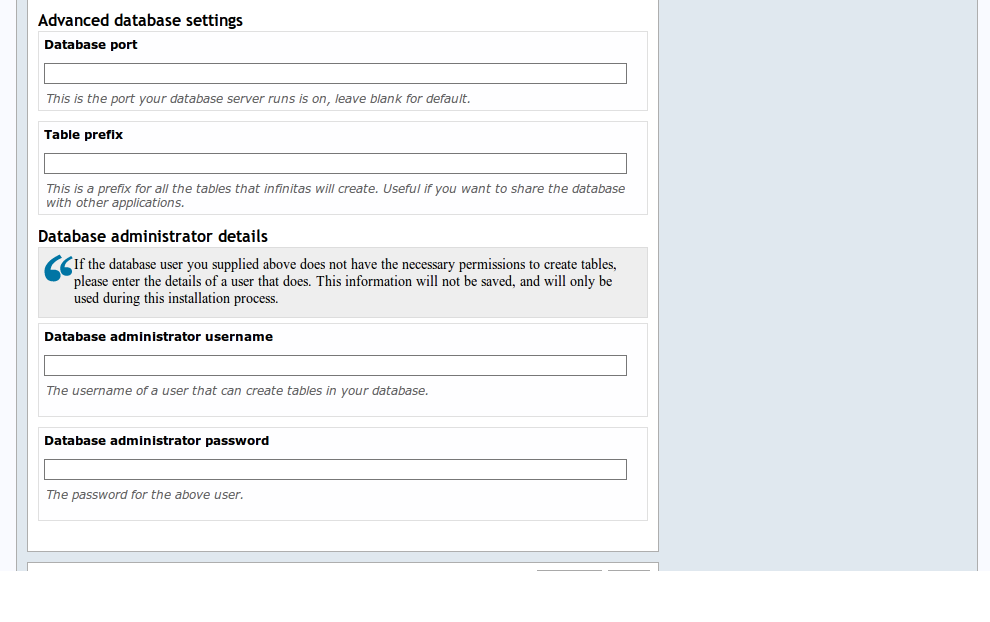 Advanced database settings
Database port
This is the port your database server runs is on, leave blank for default.
Table prefix
This is a prefix for all the tables that infinitas will create. Useful if you want to share the database
with other applications.
Database administrator details
If the database user you supplied above does not have the necessary permissions to create tables,
please enter the details of a user that does. This information will not be saved, and will only be
used during this installation process.
Database administrator username
The username of a user that can create tables in your database.
Database administrator password
The password for the above user.